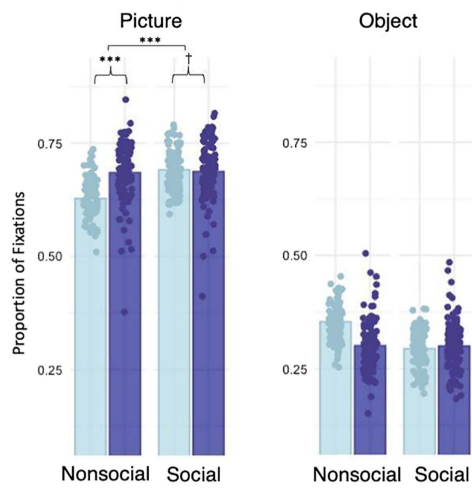 Picture
Object
***
***
†
0.75
0.50
0.25
Proportion of Fixations
Nonsocial Social
0.75
0.50
0.25
Nonsocial Social